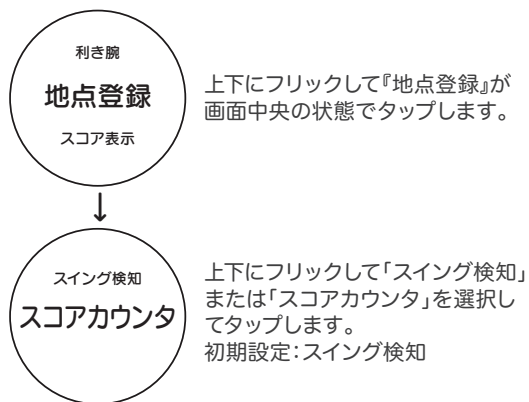 利き腕
地点登録
スコア表示
上下にフリックして『地点登録』が
画面中央の状態でタップします。
↓
スイング検知
スコアカウンタ
上下にフリックして「スイング検知」
または「スコアカウンタ」を選択し
てタップします。
初期設定:スイング検知